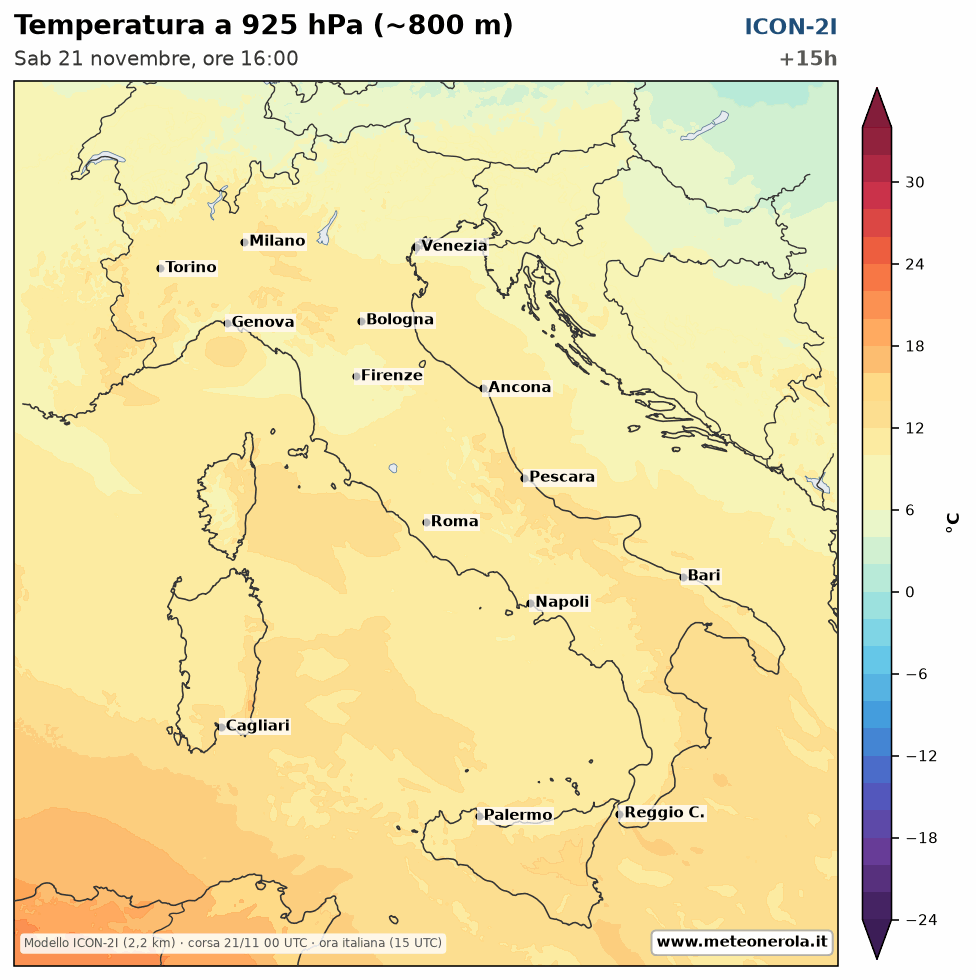 Temperatura a 925 hPa (~800 m)
ICON-2I
Sab 21 novembre, ore 16:00
+15h
30
24
18
12
6
0
−6
−12
−18
−24
°C
Milano
Venezia
Torino
Genova
Bologna
Firenze
Ancona
Pescara
Roma
Bari
Napoli
Cagliari
Palermo
Reggio C.
Modello ICON-2I (2,2 km) · corsa 21/11 00 UTC · ora italiana (15 UTC)
www.meteonerola.it